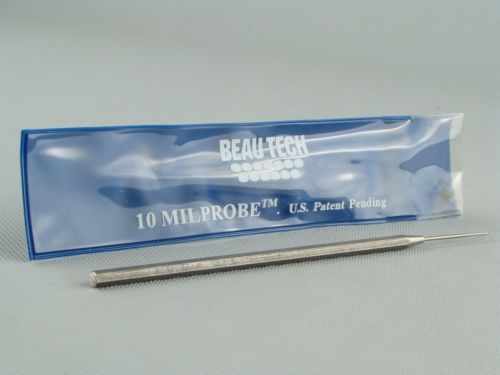 BEAU TECH
10 MILPROBE™. U.S. Patent Pending